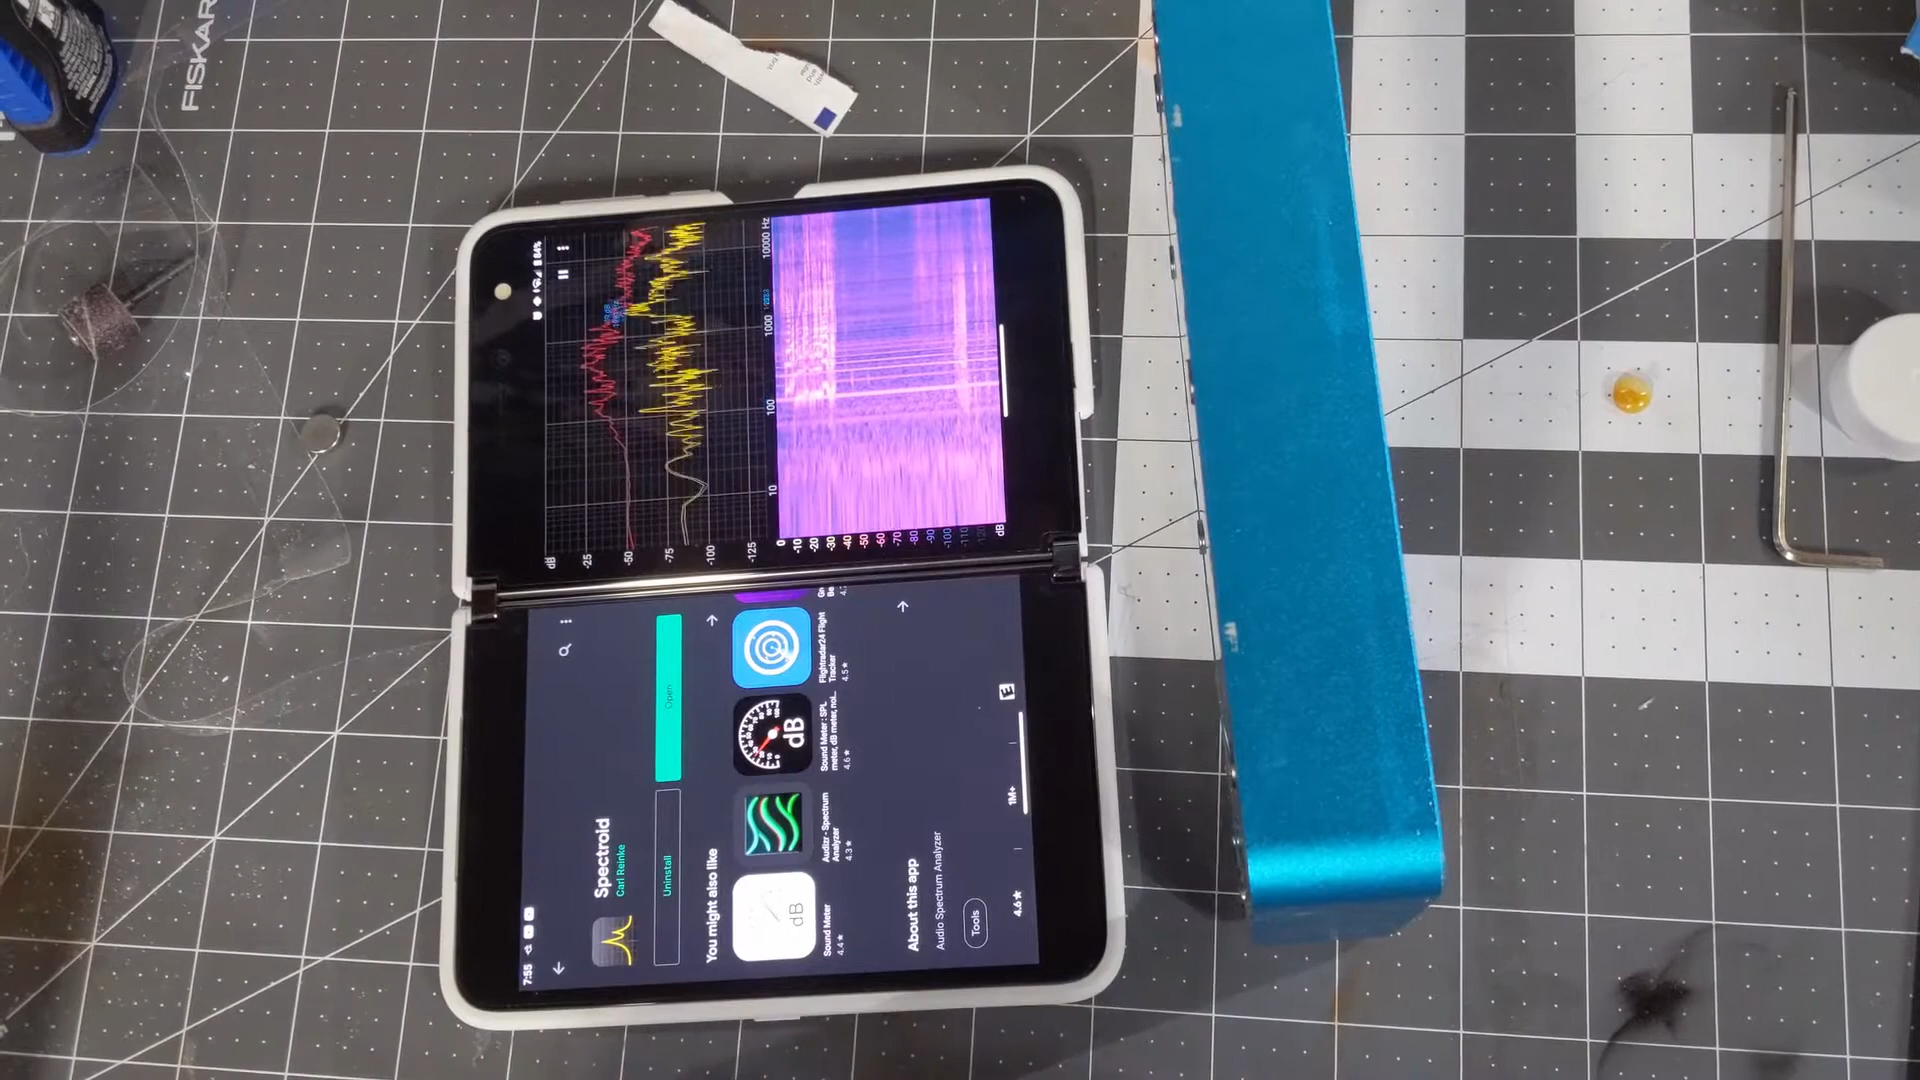 FISKAR
7:55
Spectroid
Carl Reinke
Uninstall
Open
You might also like
dB
Sound Meter
4.4★
Audizr - Spectrum
Analyzer
4.3★
dB
Sound Meter : SPL
meter, dB meter, noi...
4.6★
Flightradar24 Flight
Tracker
4.5★
About this app
Audio Spectrum Analyzer
Tools
4.6★
1M+
E
84%
dB
-25
-50
-75
-100
-125
10
100
1000
10000 Hz
0
-10
-20
-30
-40
-50
-60
-70
-80
-90
-100
-110
dB